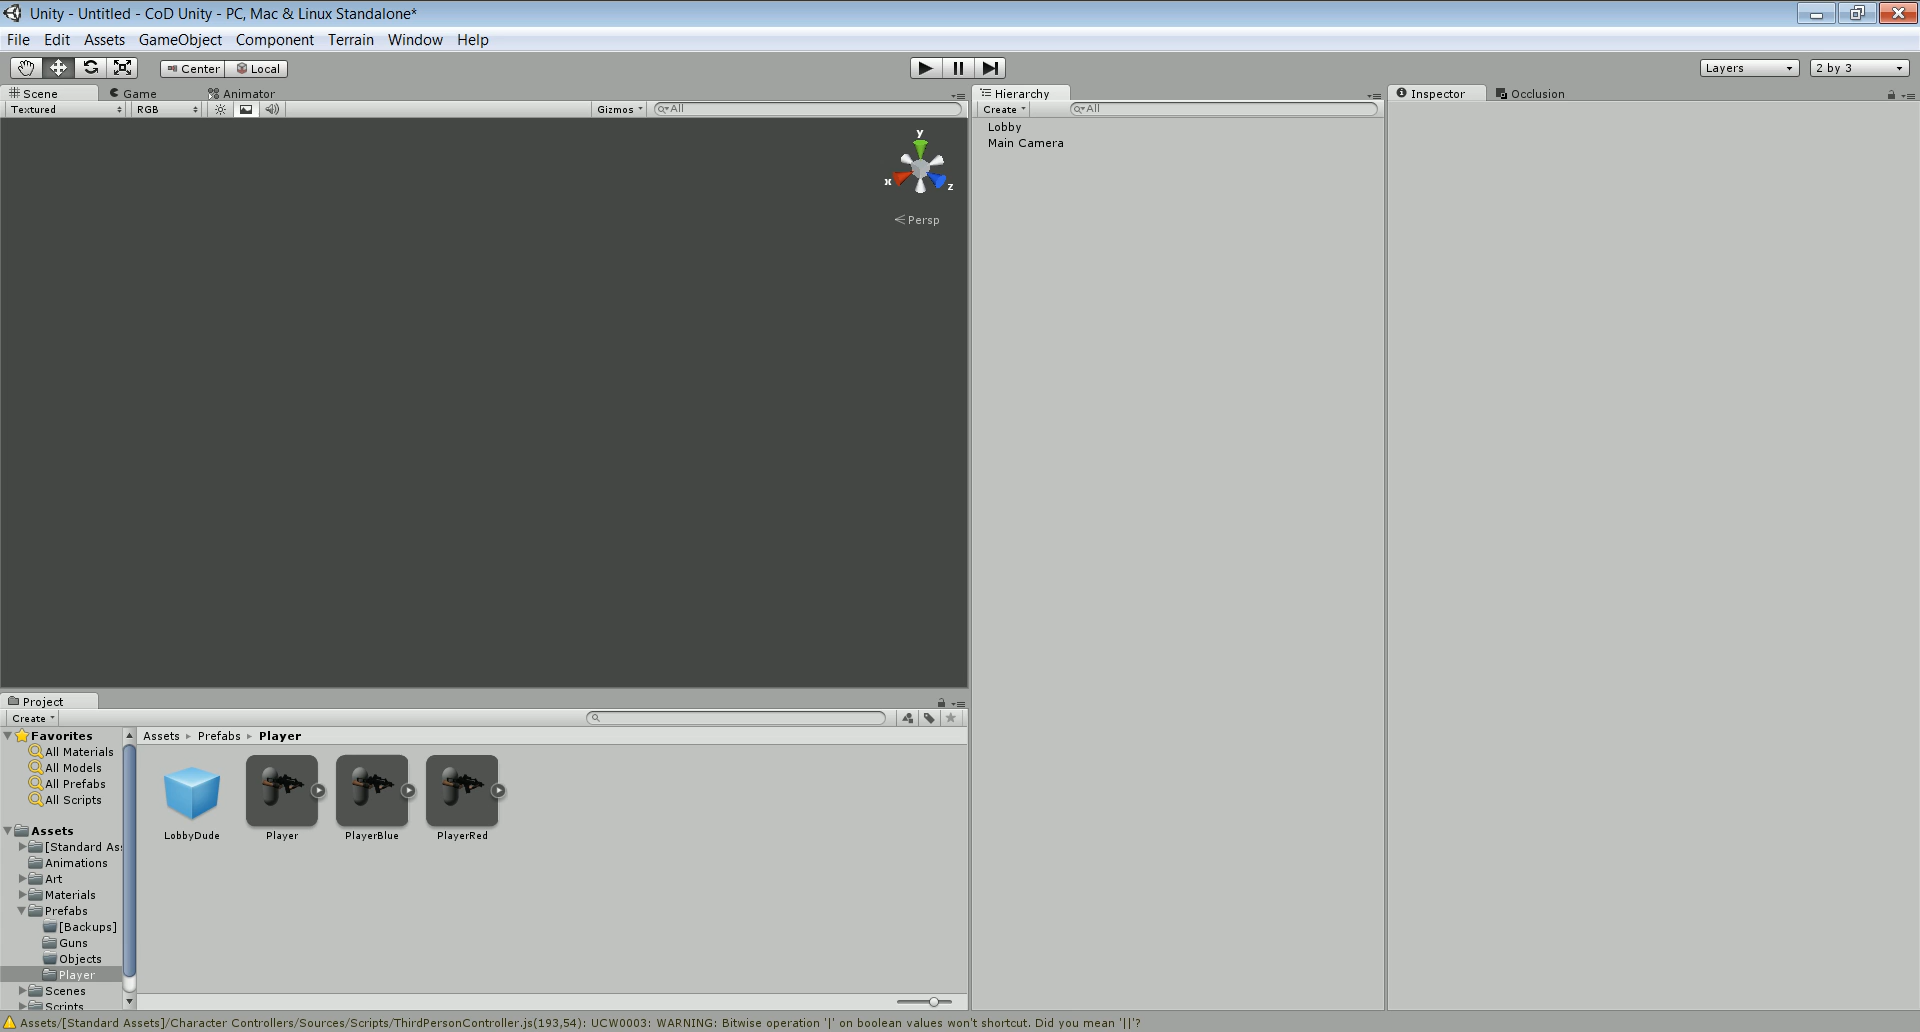 Unity - Untitled - CoD Unity - PC, Mac & Linux Standalone*
File Edit Assets GameObject Component Terrain Window Help
Center Local Layers 2 by 3
Scene Game Animator Hierarchy Inspector Occlusion
Textured RGB Gizmos All Create All
Lobby
Main Camera
y
x z
Persp
Project
Create
Favorites
All Materials
All Models
All Prefabs
All Scripts
Assets
[Standard Ass
Animations
Art
Materials
Prefabs
[Backups]
Guns
Objects
Player
Scenes
Scripts
Assets Prefabs Player
LobbyDude Player PlayerBlue PlayerRed
Assets/[Standard Assets]/Character Controllers/Sources/Scripts/ThirdPersonController.js(193,54): UCW0003: WARNING: Bitwise operation '|' on boolean values won't shortcut. Did you mean '||'?